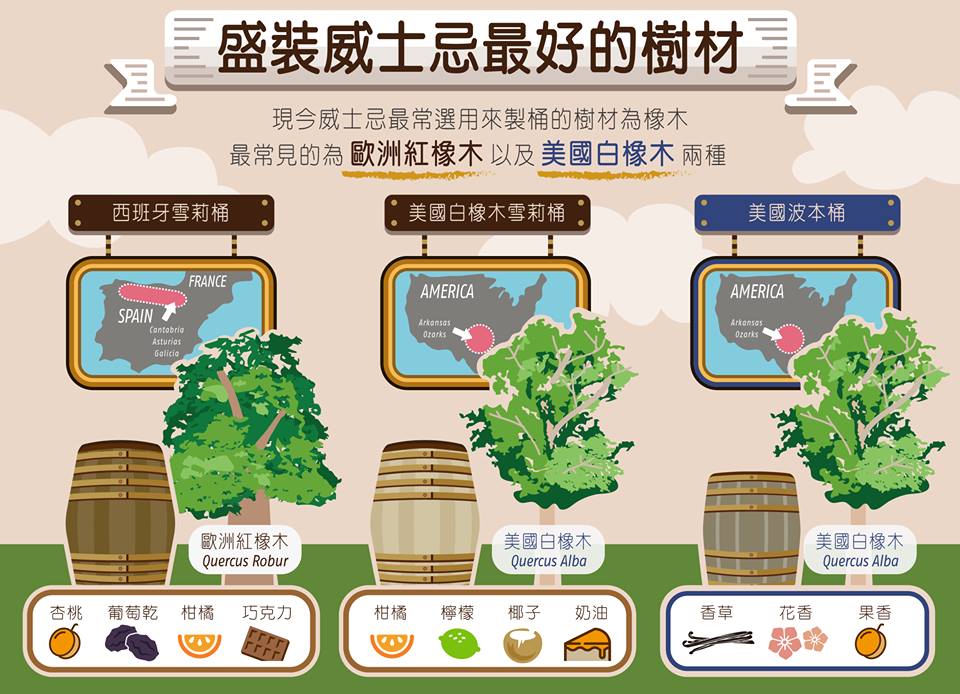 盛裝威士忌最好的樹材
現今威士忌最常選用來製桶的樹材為橡木
最常見的為 歐洲紅橡木 以及 美國白橡木 兩種
西班牙雪莉桶
FRANCE
SPAIN
Cantabria
Asturias
Galicia
歐洲紅橡木
Quercus Robur
杏桃 葡萄乾 柑橘 巧克力
美國白橡木雪莉桶
AMERICA
Arkansas
Ozarks
美國白橡木
Quercus Alba
柑橘 檸檬 椰子 奶油
美國波本桶
AMERICA
Arkansas
Ozarks
美國白橡木
Quercus Alba
香草 花香 果香